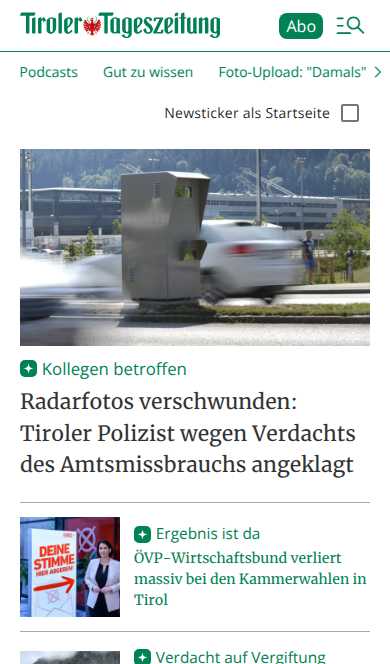 Tiroler Tageszeitung
Abo
Podcasts Gut zu wissen Foto-Upload: "Damals"
Newsticker als Startseite
Kollegen betroffen
Radarfotos verschwunden:
Tiroler Polizist wegen Verdachts
des Amtsmissbrauchs angeklagt
DEINE
STIMME
HIER ABGEBEN!
Ergebnis ist da
ÖVP-Wirtschaftsbund verliert
massiv bei den Kammerwahlen in
Tirol
Verdacht auf Vergiftung